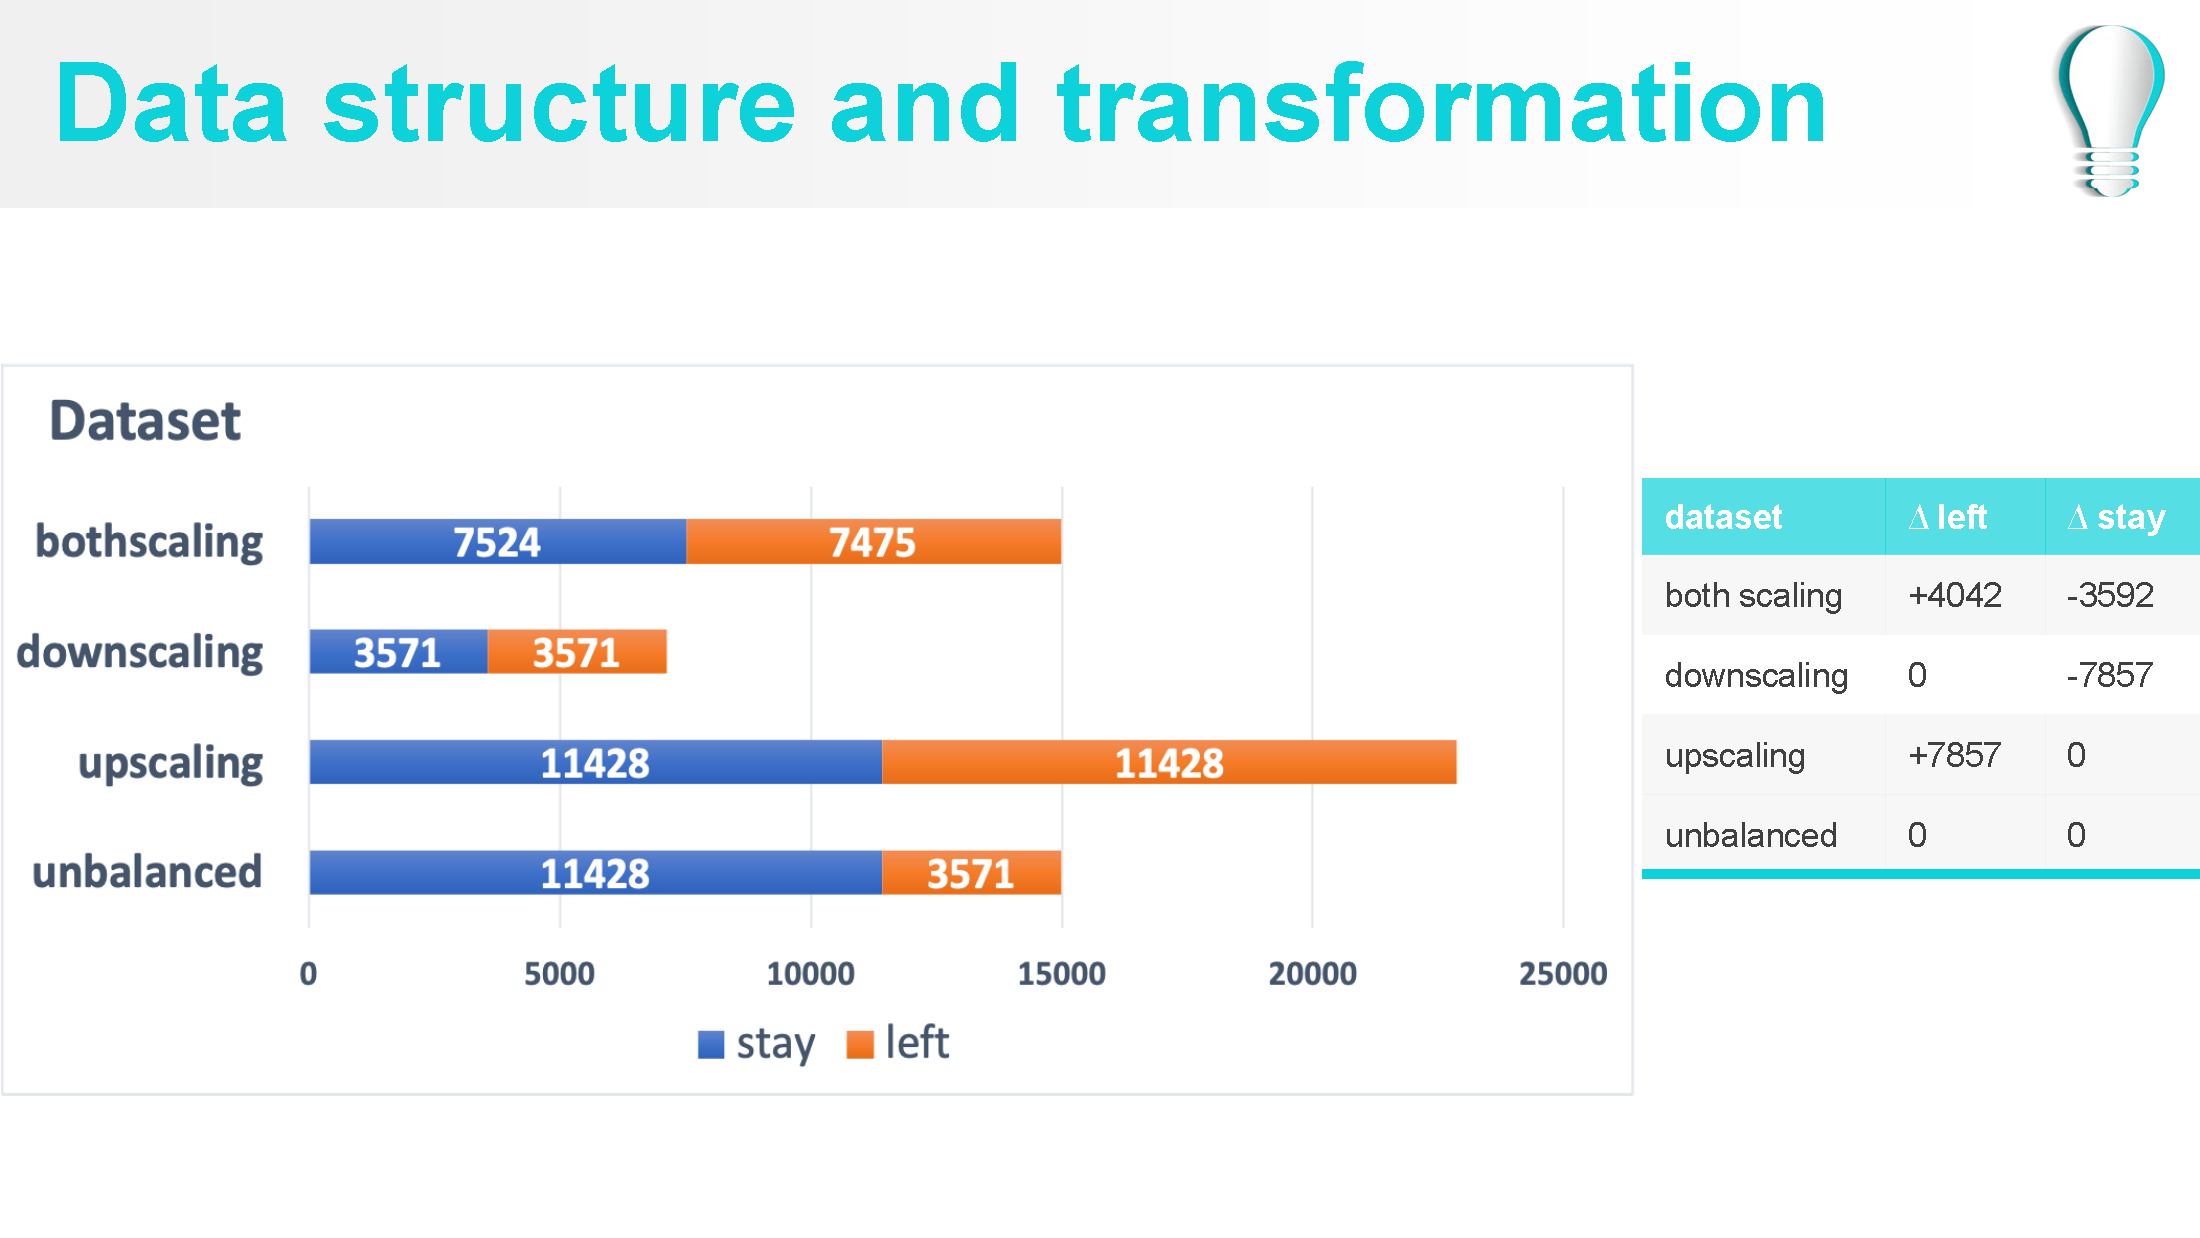 Data structure and transformation
Dataset
bothscaling 7524 7475
downscaling 3571 3571
upscaling 11428 11428
unbalanced 11428 3571
0 5000 10000 15000 20000 25000
stay left
dataset Δ left Δ stay
both scaling +4042 -3592
downscaling 0 -7857
upscaling +7857 0
unbalanced 0 0